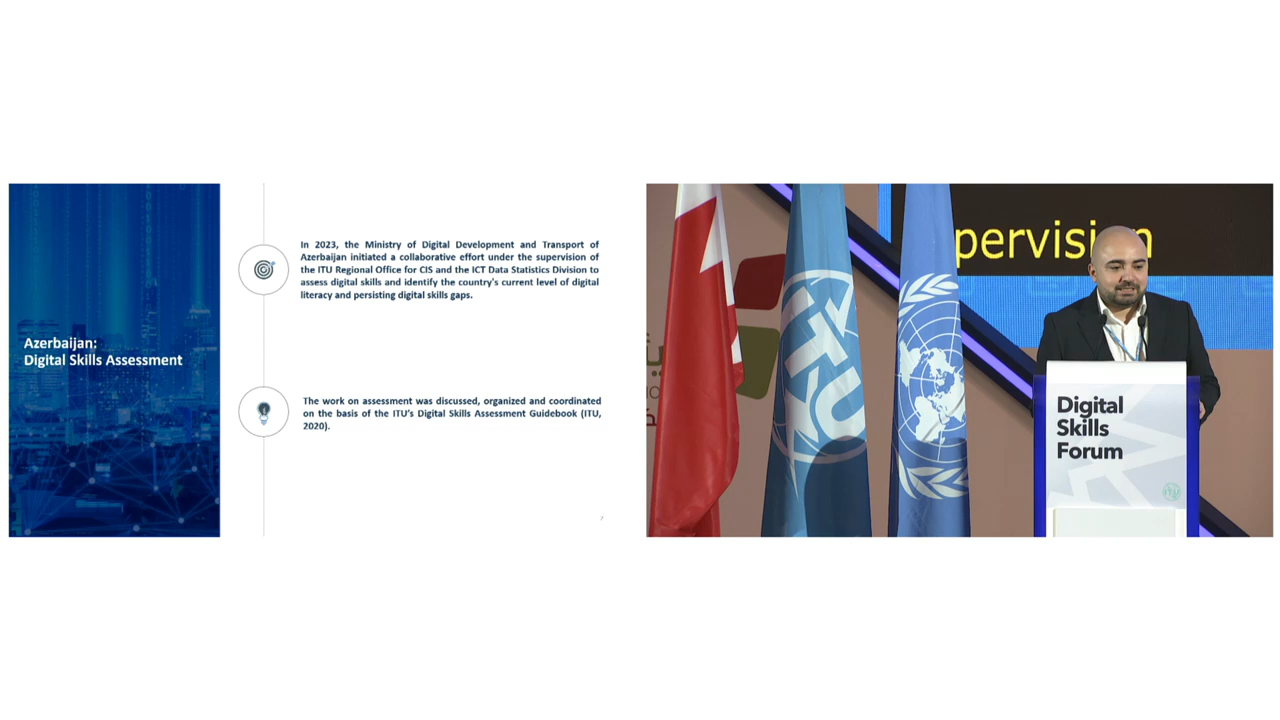 Azerbaijan:
Digital Skills Assessment
In 2023, the Ministry of Digital Development and Transport of
Azerbaijan initiated a collaborative effort under the supervision of
the ITU Regional Office for CIS and the ICT Data Statistics Division to
assess digital skills and identify the country's current level of digital
literacy and persisting digital skills gaps.
The work on assessment was discussed, organized and coordinated
on the basis of the ITU's Digital Skills Assessment Guidebook (ITU,
2020).
7
ITU
Digital
Skills
Forum
ITU